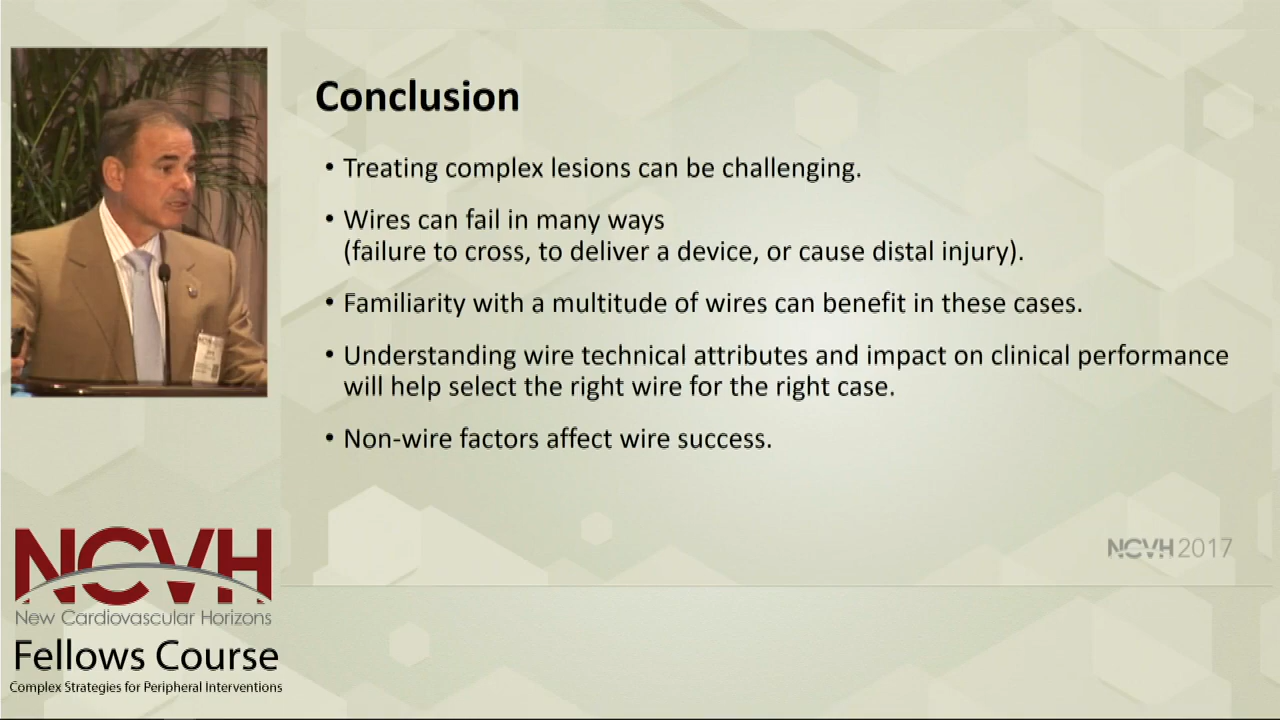 Conclusion
• Treating complex lesions can be challenging.
• Wires can fail in many ways
(failure to cross, to deliver a device, or cause distal injury).
• Familiarity with a multitude of wires can benefit in these cases.
• Understanding wire technical attributes and impact on clinical performance
will help select the right wire for the right case.
• Non-wire factors affect wire success.
NCVH 2017
NCVH
New Cardiovascular Horizons
Fellows Course
Complex Strategies for Peripheral Interventions